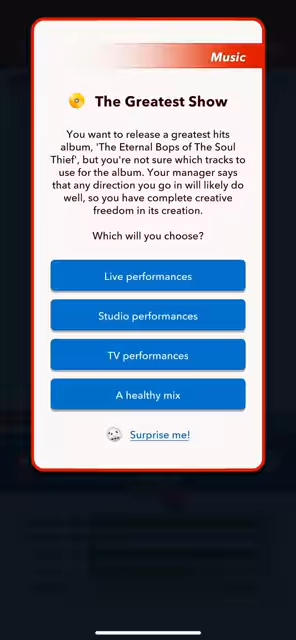 Music
The Greatest Show
You want to release a greatest hits
album, 'The Eternal Bops of The Soul
Thief', but you're not sure which tracks to
use for the album. Your manager says
that any direction you go in will likely do
well, so you have complete creative
freedom in its creation.
Which will you choose?
Live performances
Studio performances
TV performances
A healthy mix
Surprise me!